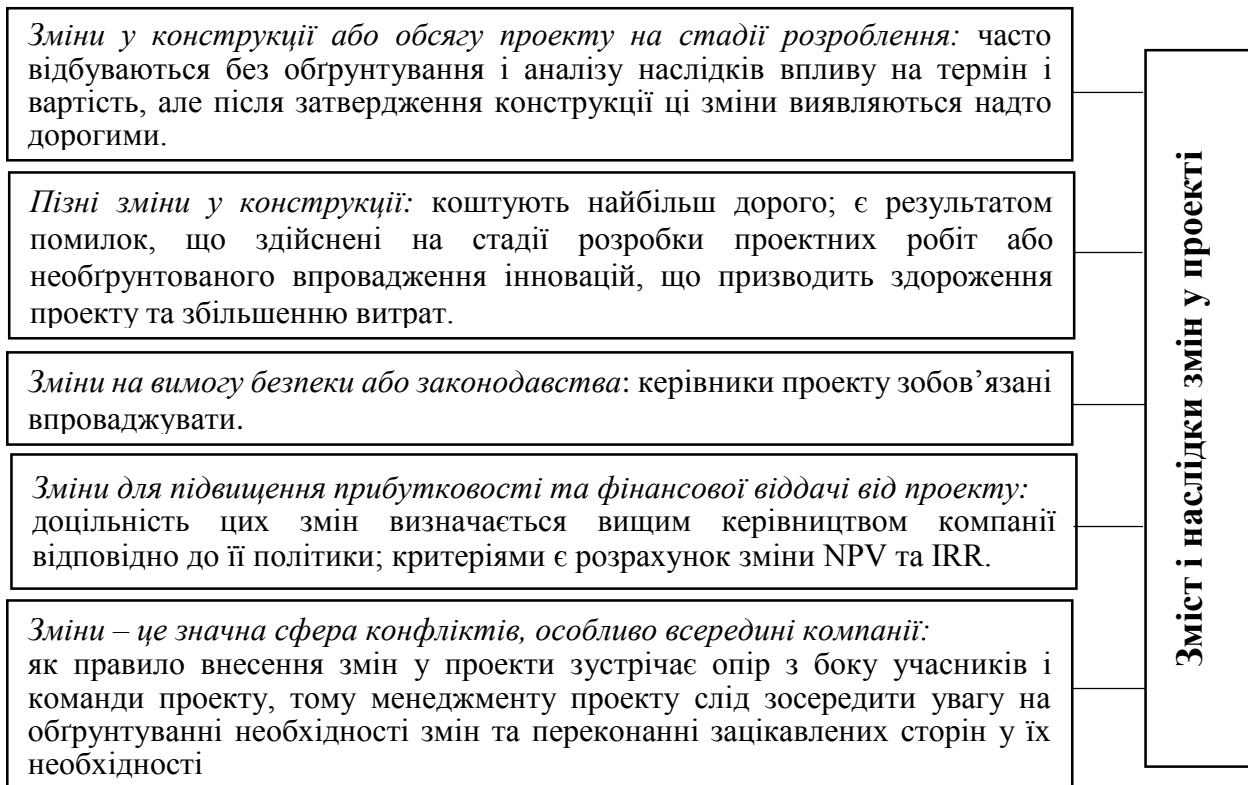 Зміни у конструкції або обсягу проекту на стадії розроблення: часто
відбуваються без обґрунтування і аналізу наслідків впливу на термін і
вартість, але після затвердження конструкції ці зміни виявляються надто
дорогими.
Пізні зміни у конструкції: коштують найбільш дорого; є результатом
помилок, що здійснені на стадії розробки проектних робіт або
необґрунтованого впровадження інновацій, що призводить здороження
проекту та збільшенню витрат.
Зміни на вимогу безпеки або законодавства: керівники проекту зобов’язані
впроваджувати.
Зміни для підвищення прибутковості та фінансової віддачі від проекту:
доцільність цих змін визначається вищим керівництвом компанії
відповідно до її політики; критеріями є розрахунок зміни NPV та IRR.
Зміни – це значна сфера конфліктів, особливо всередині компанії:
як правило внесення змін у проекти зустрічає опір з боку учасників і
команди проекту, тому менеджменту проекту слід зосередити увагу на
обґрунтуванні необхідності змін та переконанні зацікавлених сторін у їх
необхідності
Зміст і наслідки змін у проекті